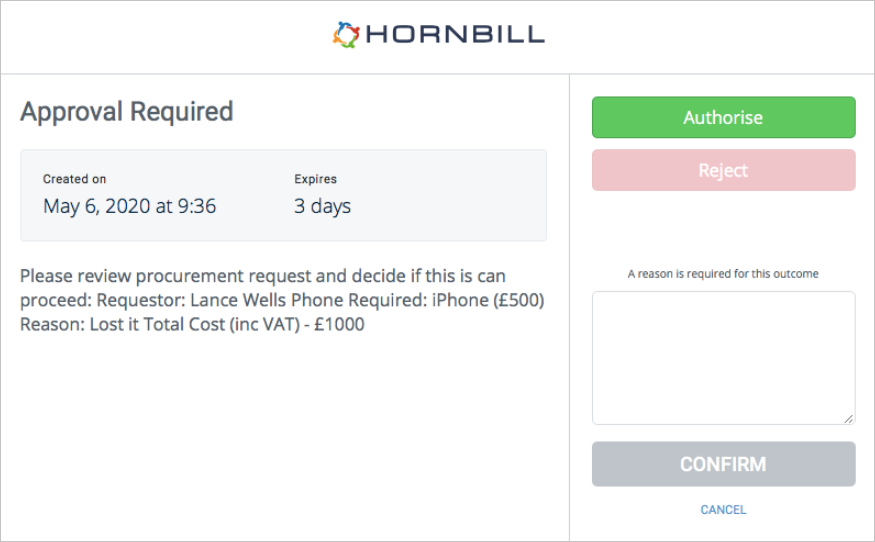 HORNBILL
Approval Required
Created on
May 6, 2020 at 9:36
Expires
3 days
Please review procurement request and decide if this is can
proceed: Requestor: Lance Wells Phone Required: iPhone (£500)
Reason: Lost it Total Cost (inc VAT) - £1000
Authorise
Reject
A reason is required for this outcome
CONFIRM
CANCEL